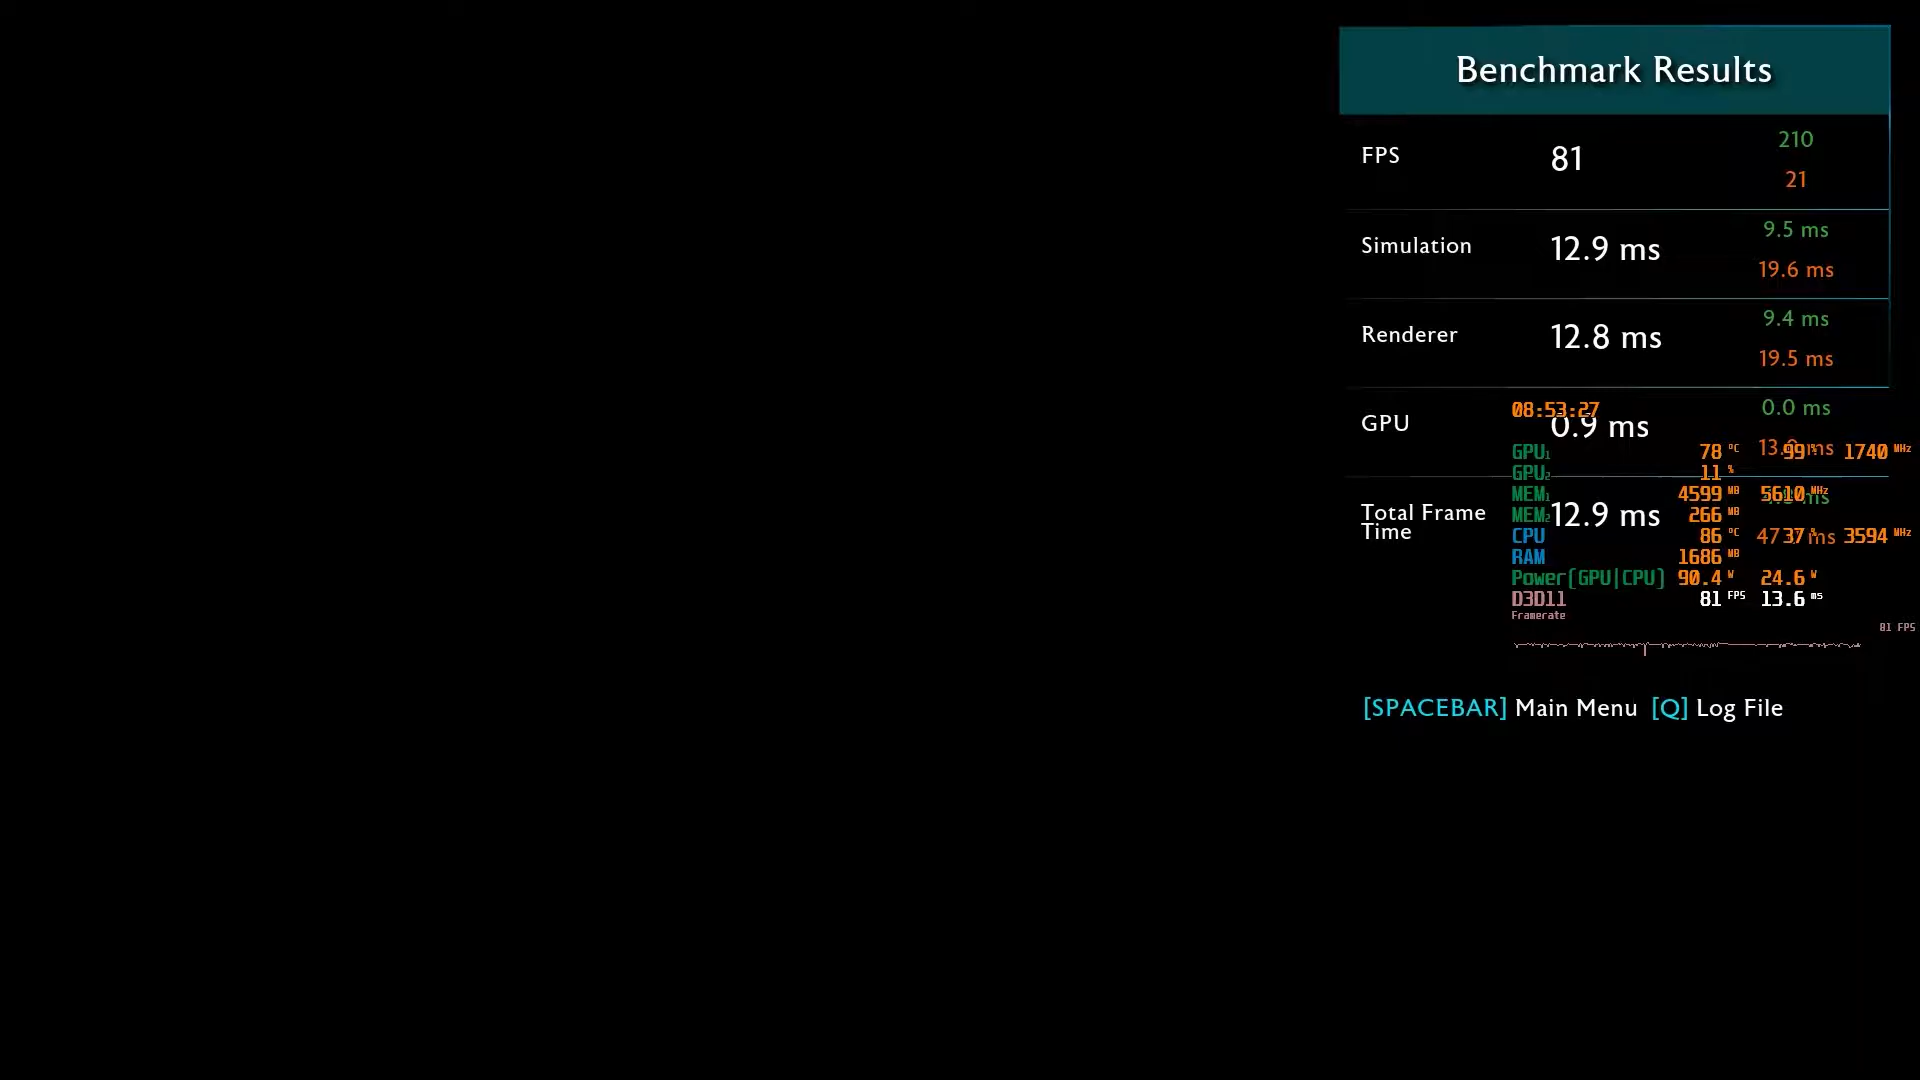 Benchmark Results
FPS 81 210
21
Simulation 12.9 ms 9.5 ms
19.6 ms
Renderer 12.8 ms 9.4 ms
19.5 ms
GPU 0.9 ms 0.0 ms
08:53:27
GPU1 78 °C 99 % 1740 MHz
GPU2 11 %
MEM1 4599 MB 5610 MHz
MEM2 266 MB
Total Frame Time 12.9 ms
CPU 86 °C 37 % 3594 MHz
RAM 1686 MB
Power[GPU|CPU] 90.4 W 24.6 W
D3D11 81 FPS 13.6 ms
Framerate
81 FPS
[SPACEBAR] Main Menu [Q] Log File